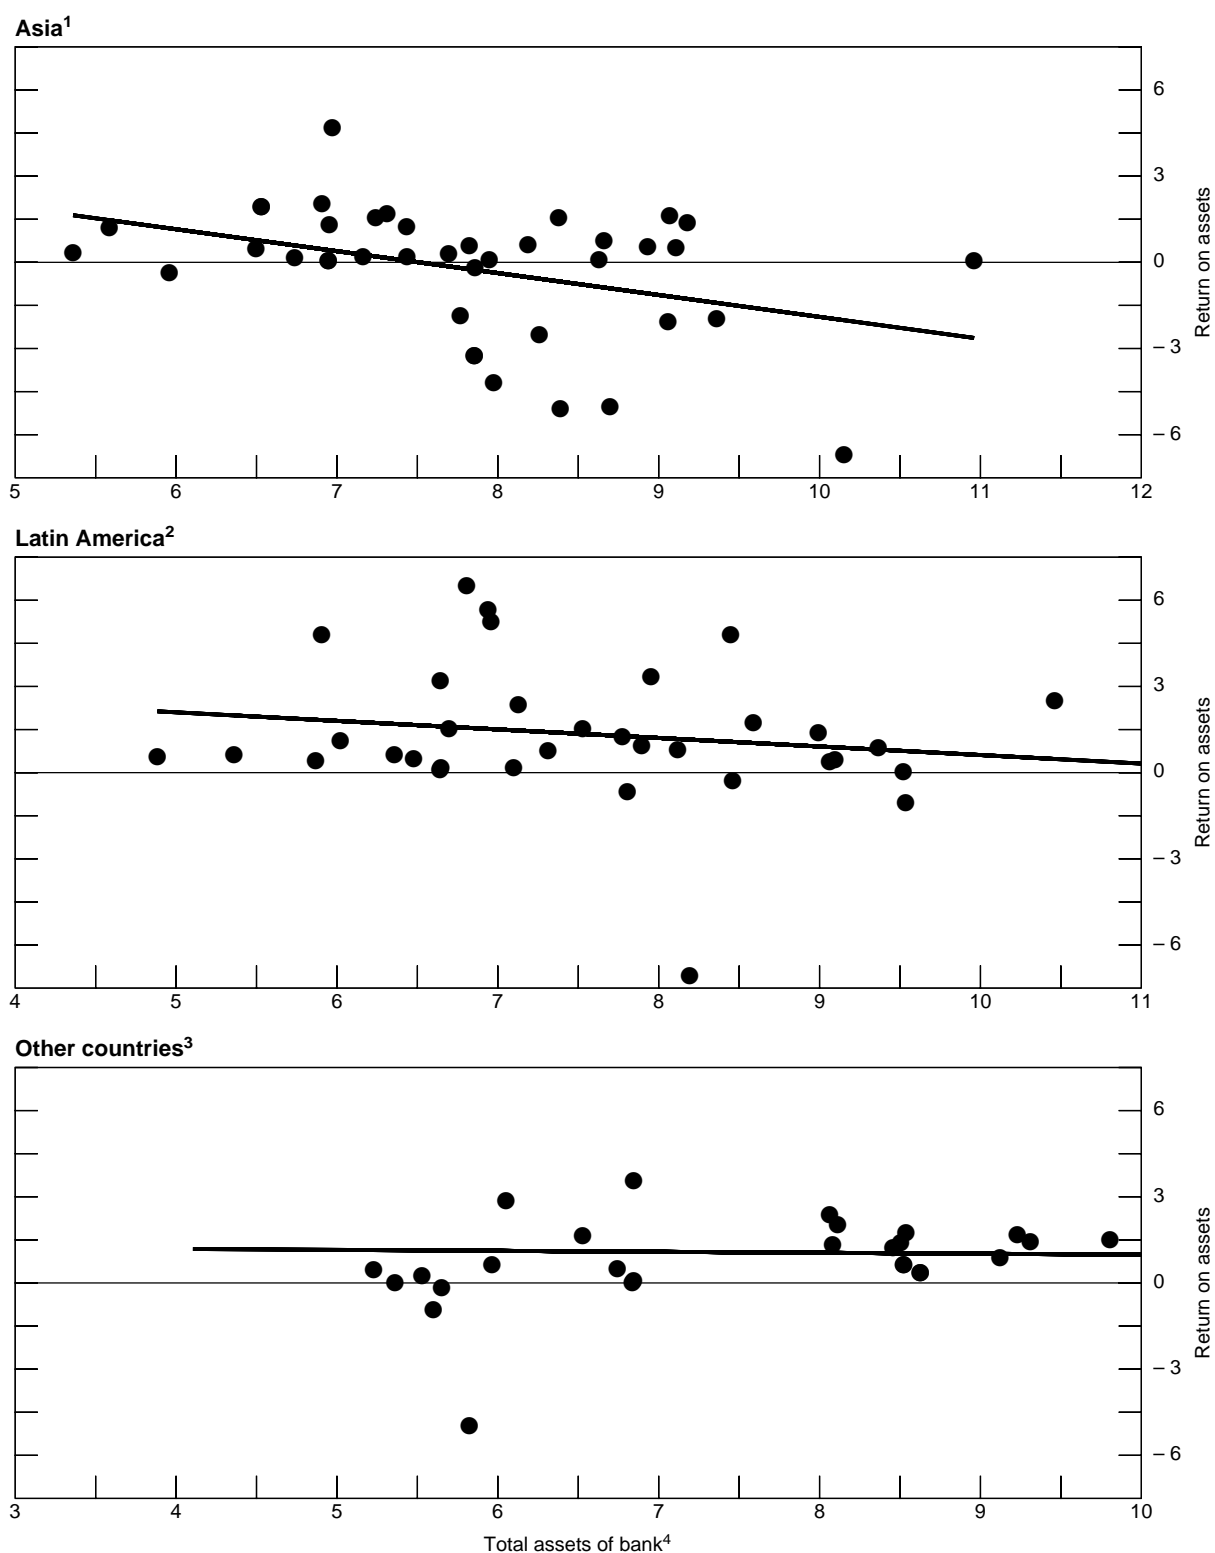 Asia¹
6
3
0
–3
–6
Return on assets
5 6 7 8 9 10 11 12
Latin America²
6
3
0
–3
–6
Return on assets
4 5 6 7 8 9 10 11
Other countries³
6
3
0
–3
–6
Return on assets
3 4 5 6 7 8 9 10
Total assets of bank⁴